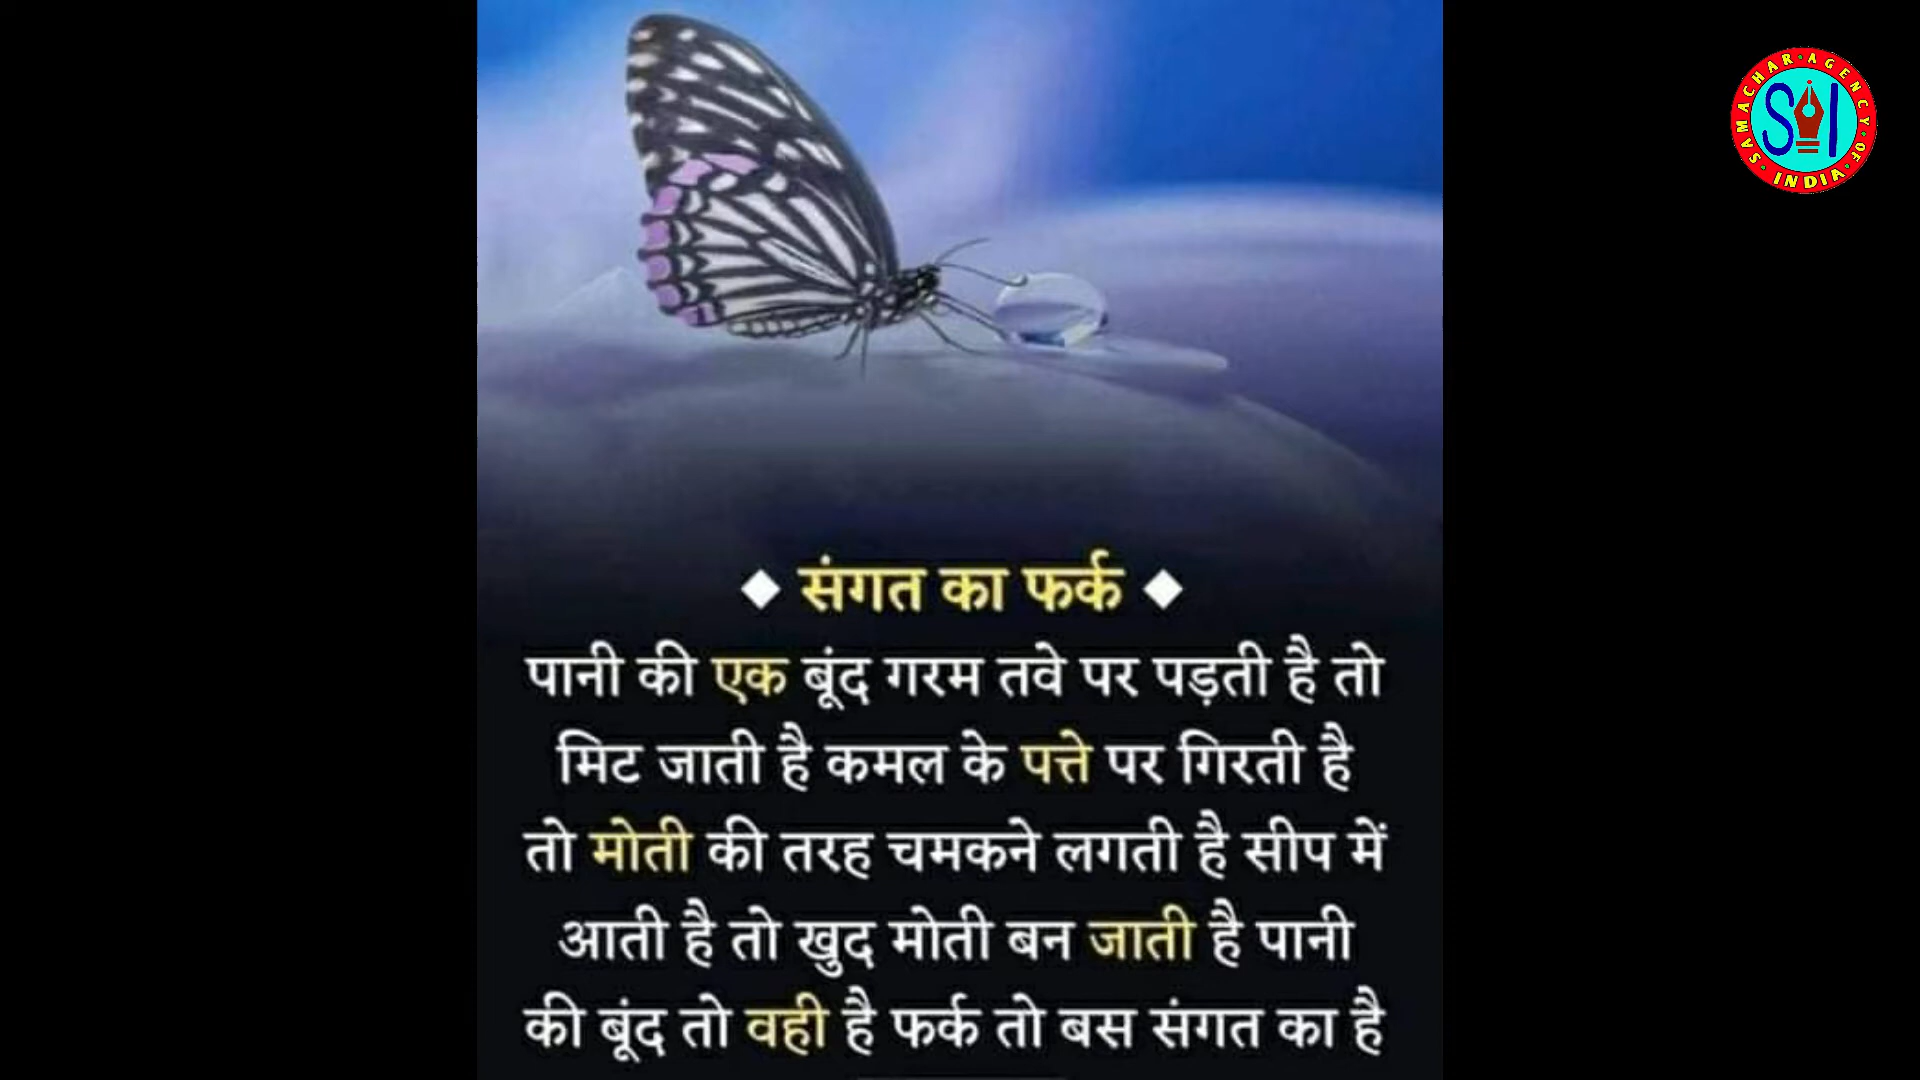 SAMACHAR AGENCY OF INDIA
◆ संगत का फर्क ◆
पानी की एक बूंद गरम तवे पर पड़ती है तो
मिट जाती है कमल के पत्ते पर गिरती है
तो मोती की तरह चमकने लगती है सीप में
आती है तो खुद मोती बन जाती है पानी
की बूंद तो वही है फर्क तो बस संगत का है